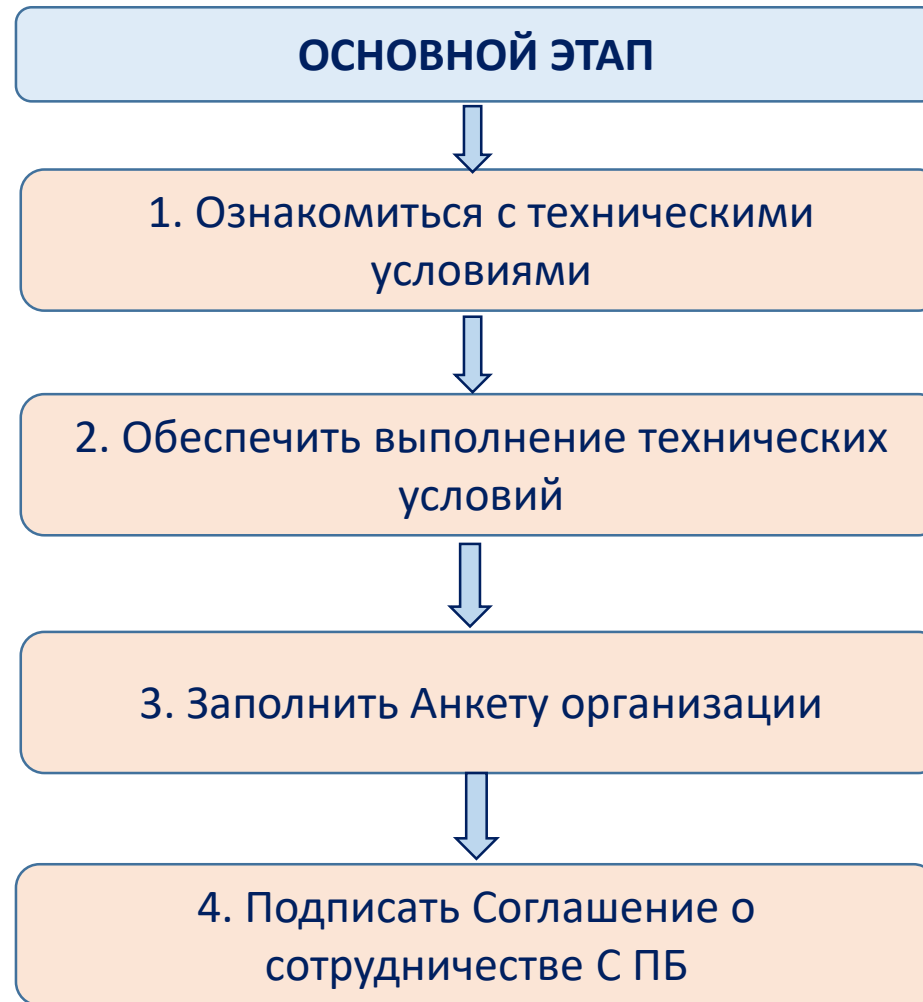 ОСНОВНОЙ ЭТАП
1. Ознакомиться с техническими
условиями
2. Обеспечить выполнение технических
условий
3. Заполнить Анкету организации
4. Подписать Соглашение о
сотрудничестве С ПБ